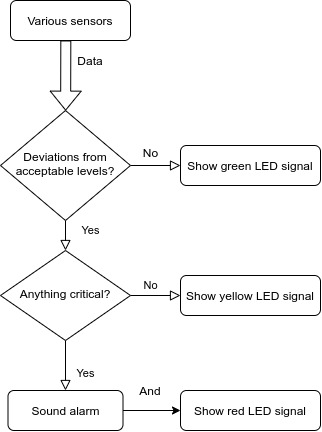 Various sensors
Data
Deviations from
acceptable levels?
No
Show green LED signal
Yes
Anything critical?
No
Show yellow LED signal
Yes
Sound alarm
And
Show red LED signal